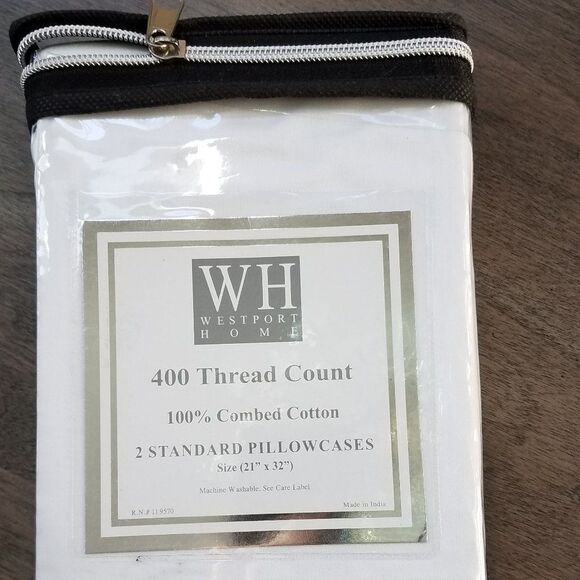 WH
WESTPORT
HOME
400 Thread Count
100% Combed Cotton
2 STANDARD PILLOWCASES
Size (21” x 32”)
Machine Washable. See Care Label
R.N.# 119570 Made in India